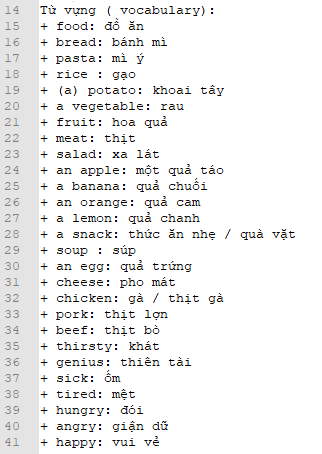 14 Từ vựng ( vocabulary):
15 + food: đồ ăn
16 + bread: bánh mì
17 + pasta: mì ý
18 + rice : gạo
19 + (a) potato: khoai tây
20 + a vegetable: rau
21 + fruit: hoa quả
22 + meat: thịt
23 + salad: xa lát
24 + an apple: một quả táo
25 + a banana: quả chuối
26 + an orange: quả cam
27 + a lemon: quả chanh
28 + a snack: thức ăn nhẹ / quà vặt
29 + soup : súp
30 + an egg: quả trứng
31 + cheese: pho mát
32 + chicken: gà / thịt gà
33 + pork: thịt lợn
34 + beef: thịt bò
35 + thirsty: khát
36 + genius: thiên tài
37 + sick: ốm
38 + tired: mệt
39 + hungry: đói
40 + angry: giận dữ
41 + happy: vui vẻ